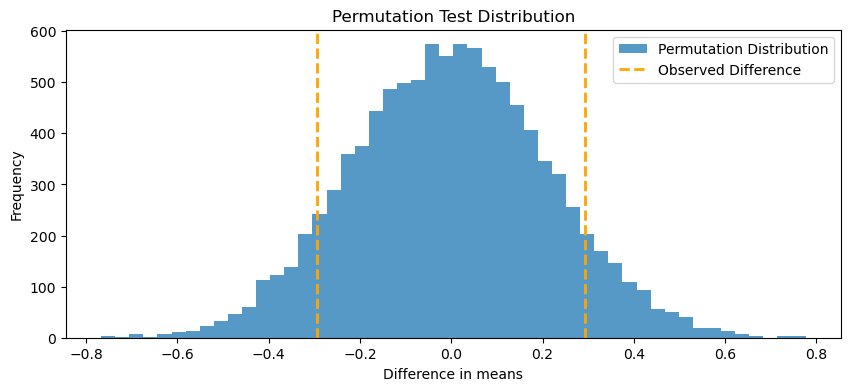 Permutation Test Distribution
Permutation Distribution
Observed Difference
Frequency
600
500
400
300
200
100
0
−0.8 −0.6 −0.4 −0.2 0.0 0.2 0.4 0.6 0.8
Difference in means